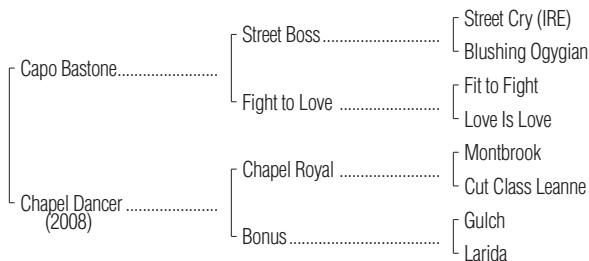 Street Cry (IRE)
Street Boss
Blushing Ogygian
Capo Bastone
Fit to Fight
Fight to Love
Love Is Love
Montbrook
Chapel Royal
Cut Class Leanne
Chapel Dancer
(2008)
Gulch
Bonus
Larida